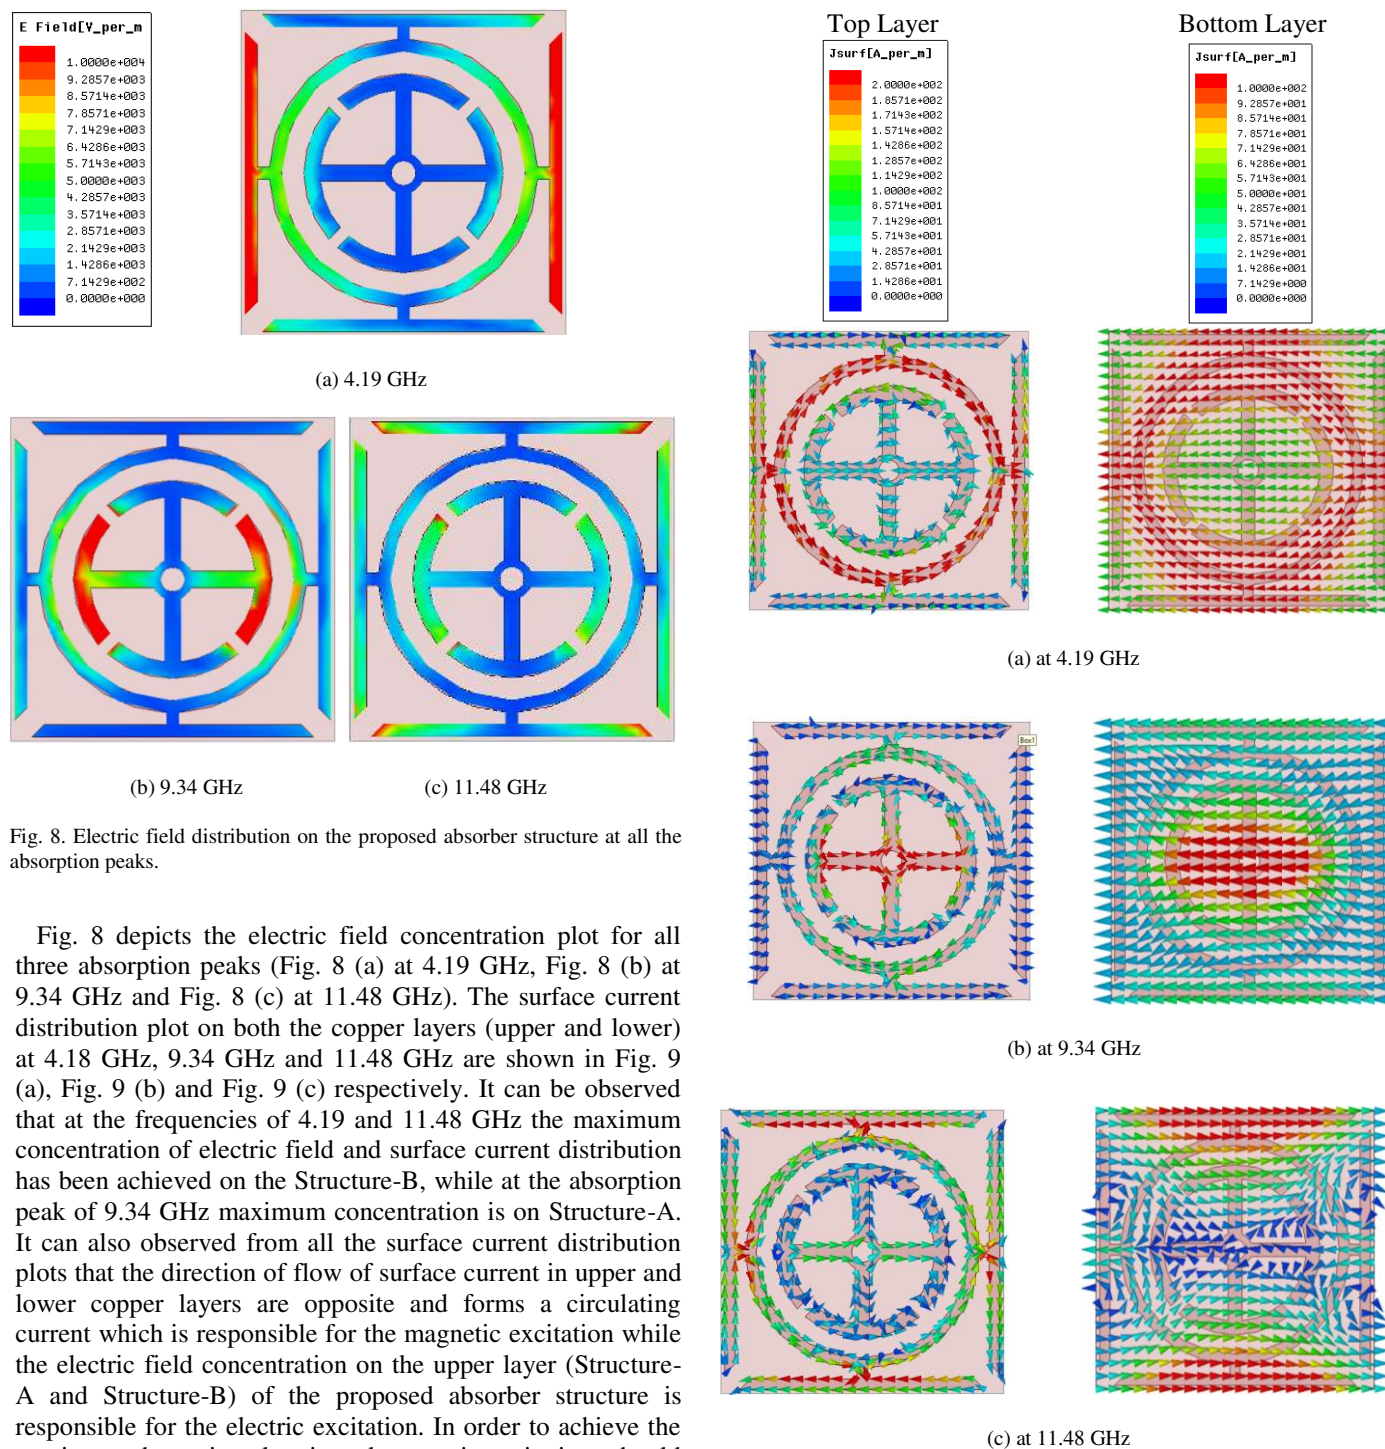 E Field[V_per_m
1.0000e+004
9.2857e+003
8.5714e+003
7.8571e+003
7.1429e+003
6.4286e+003
5.7143e+003
5.0000e+003
4.2857e+003
3.5714e+003
2.8571e+003
2.1429e+003
1.4286e+003
7.1429e+002
0.0000e+000
(a) 4.19 GHz
(b) 9.34 GHz
(c) 11.48 GHz
Fig. 8. Electric field distribution on the proposed absorber structure at all the
absorption peaks.
Fig. 8 depicts the electric field concentration plot for all
three absorption peaks (Fig. 8 (a) at 4.19 GHz, Fig. 8 (b) at
9.34 GHz and Fig. 8 (c) at 11.48 GHz). The surface current
distribution plot on both the copper layers (upper and lower)
at 4.18 GHz, 9.34 GHz and 11.48 GHz are shown in Fig. 9
(a), Fig. 9 (b) and Fig. 9 (c) respectively. It can be observed
that at the frequencies of 4.19 and 11.48 GHz the maximum
concentration of electric field and surface current distribution
has been achieved on the Structure-B, while at the absorption
peak of 9.34 GHz maximum concentration is on Structure-A.
It can also observed from all the surface current distribution
plots that the direction of flow of surface current in upper and
lower copper layers are opposite and forms a circulating
current which is responsible for the magnetic excitation while
the electric field concentration on the upper layer (Structure-
A and Structure-B) of the proposed absorber structure is
responsible for the electric excitation. In order to achieve the
Top Layer
Jsurf[A_per_m]
2.0000e+002
1.8571e+002
1.7143e+002
1.5714e+002
1.4286e+002
1.2857e+002
1.1429e+002
1.0000e+002
8.5714e+001
7.1429e+001
5.7143e+001
4.2857e+001
2.8571e+001
1.4286e+001
0.0000e+000
Bottom Layer
Jsurf[A_per_m]
1.0000e+002
9.2857e+001
8.5714e+001
7.8571e+001
7.1429e+001
6.4286e+001
5.7143e+001
5.0000e+001
4.2857e+001
3.5714e+001
2.8571e+001
2.1429e+001
1.4286e+001
7.1429e+000
0.0000e+000
(a) at 4.19 GHz
Box1
(b) at 9.34 GHz
(c) at 11.48 GHz